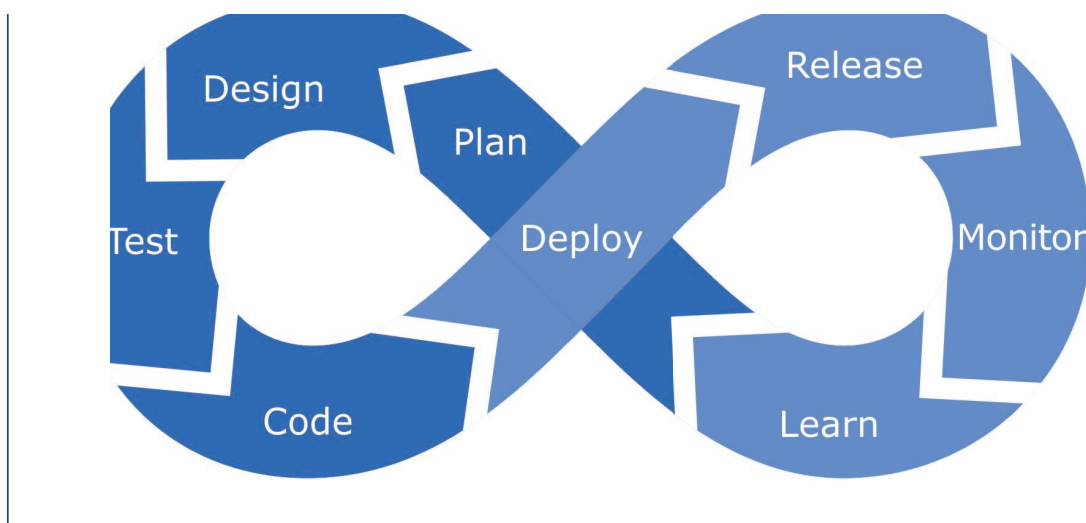 Design
Release
Plan
Test
Deploy
Monitor
Code
Learn